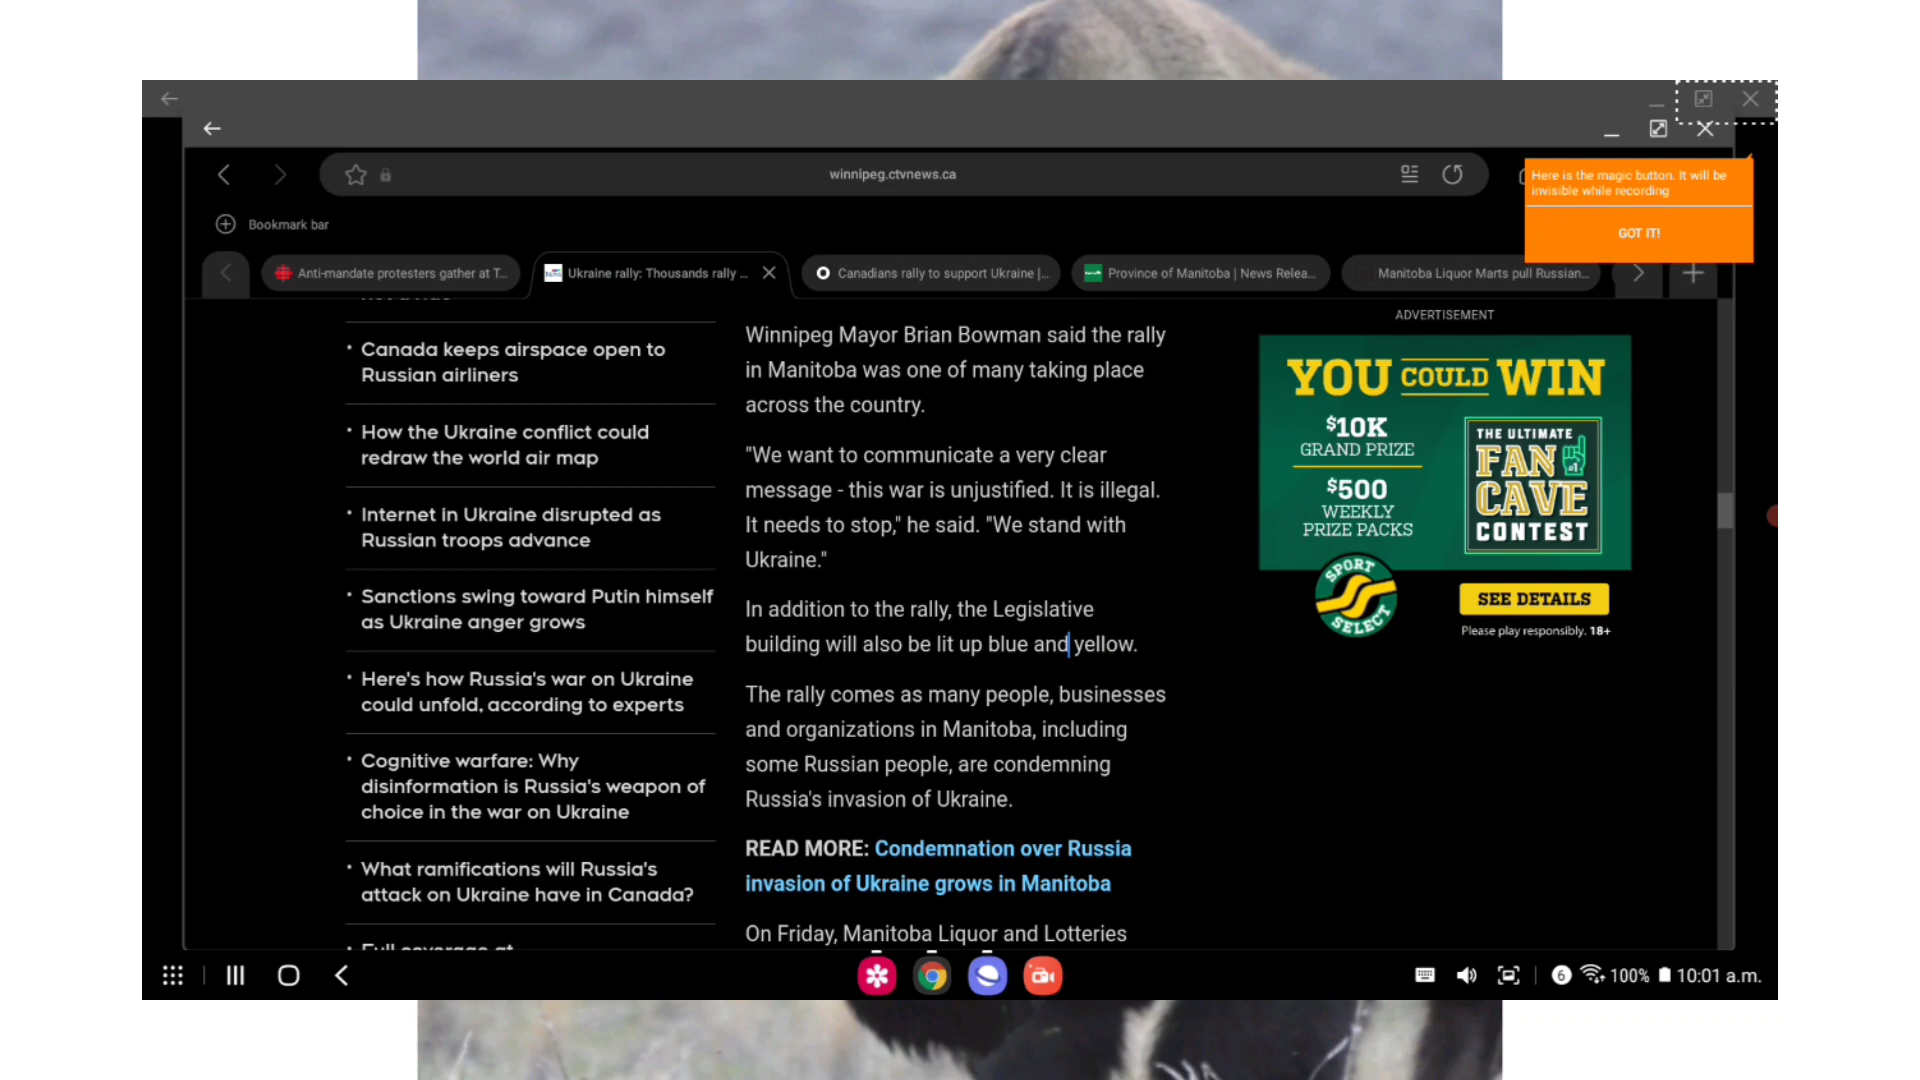 winnipeg.ctvnews.ca
Here is the magic button. It will be
invisible while recording
GOT IT!
Bookmark bar
Anti-mandate protesters gather at T...
Ukraine rally: Thousands rally ...
Canadians rally to support Ukraine |...
Province of Manitoba | News Relea...
Manitoba Liquor Marts pull Russian...
Canada keeps airspace open to
Russian airliners
How the Ukraine conflict could
redraw the world air map
Internet in Ukraine disrupted as
Russian troops advance
Sanctions swing toward Putin himself
as Ukraine anger grows
Here's how Russia's war on Ukraine
could unfold, according to experts
Cognitive warfare: Why
disinformation is Russia's weapon of
choice in the war on Ukraine
What ramifications will Russia's
attack on Ukraine have in Canada?
Full coverage at
Winnipeg Mayor Brian Bowman said the rally
in Manitoba was one of many taking place
across the country.
"We want to communicate a very clear
message - this war is unjustified. It is illegal.
It needs to stop," he said. "We stand with
Ukraine."
In addition to the rally, the Legislative
building will also be lit up blue and yellow.
The rally comes as many people, businesses
and organizations in Manitoba, including
some Russian people, are condemning
Russia's invasion of Ukraine.
READ MORE: Condemnation over Russia
invasion of Ukraine grows in Manitoba
On Friday, Manitoba Liquor and Lotteries
ADVERTISEMENT
YOU COULD WIN
$10K
GRAND PRIZE
$500
WEEKLY
PRIZE PACKS
THE ULTIMATE
FAN #1
CAVE
CONTEST
SPORT
SELECT
SEE DETAILS
Please play responsibly. 18+
6 100% 10:01 a.m.